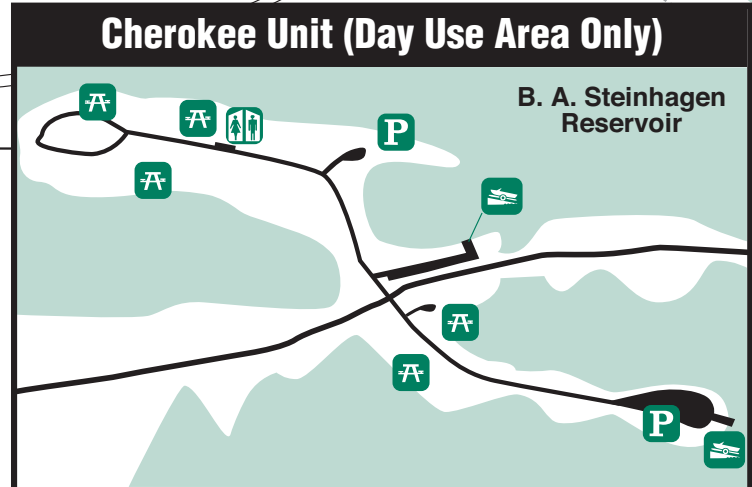 Cherokee Unit (Day Use Area Only)
B. A. Steinhagen
Reservoir
P
P